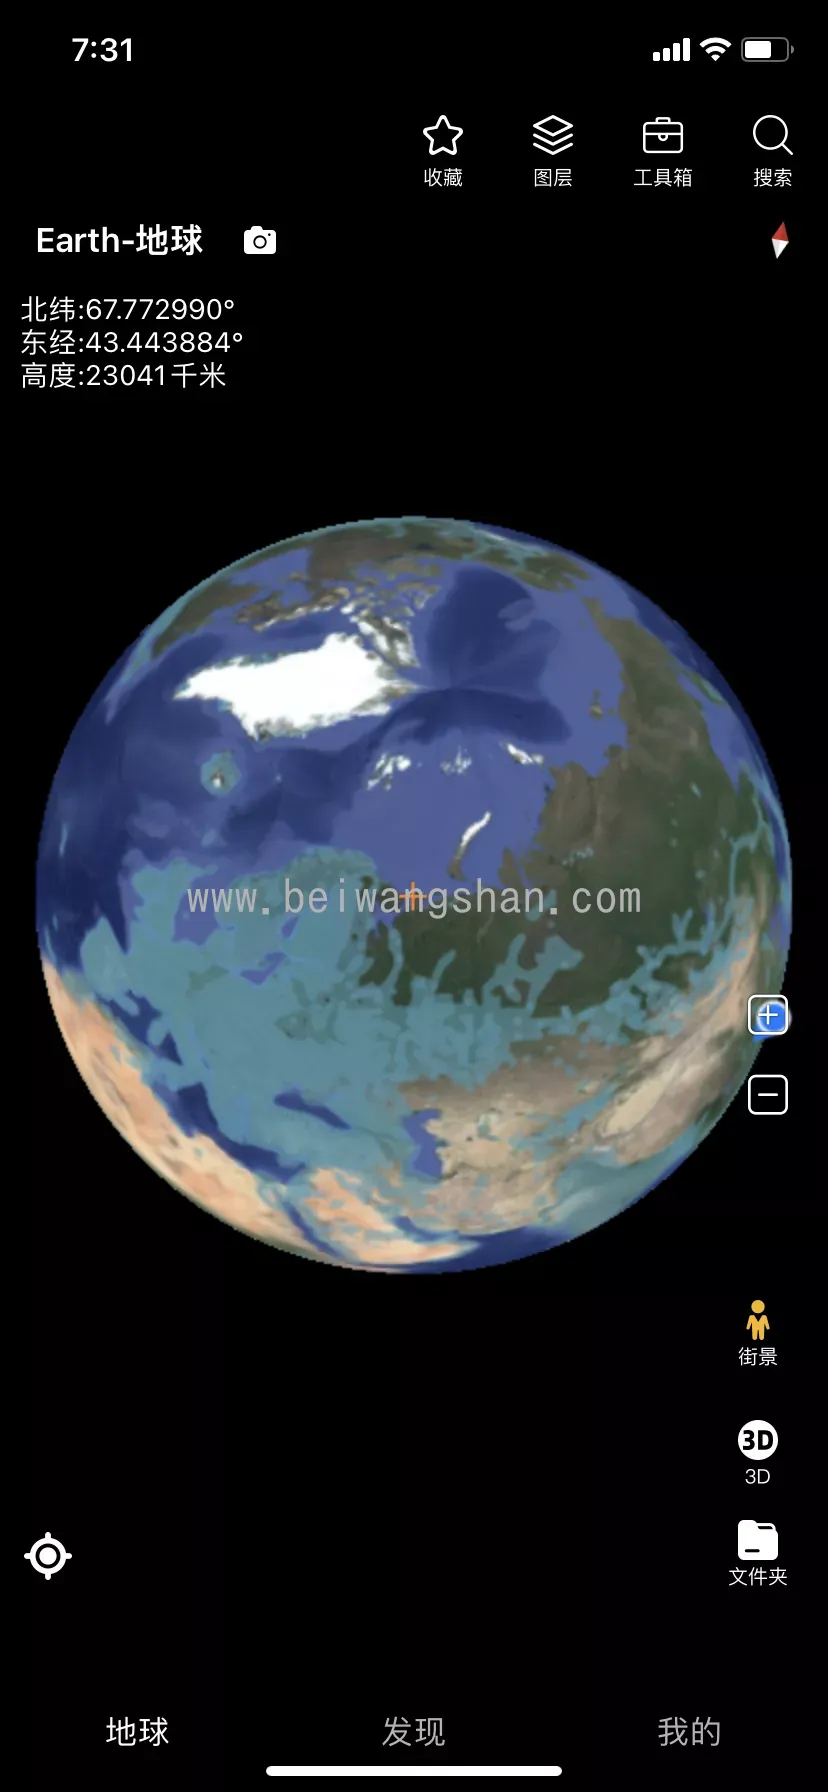 7:31
收藏
图层
工具箱
搜索
Earth-地球
北纬:67.772990°
东经:43.443884°
高度:23041千米
www.beiwangshan.com
街景
3D
3D
文件夹
地球
发现
我的